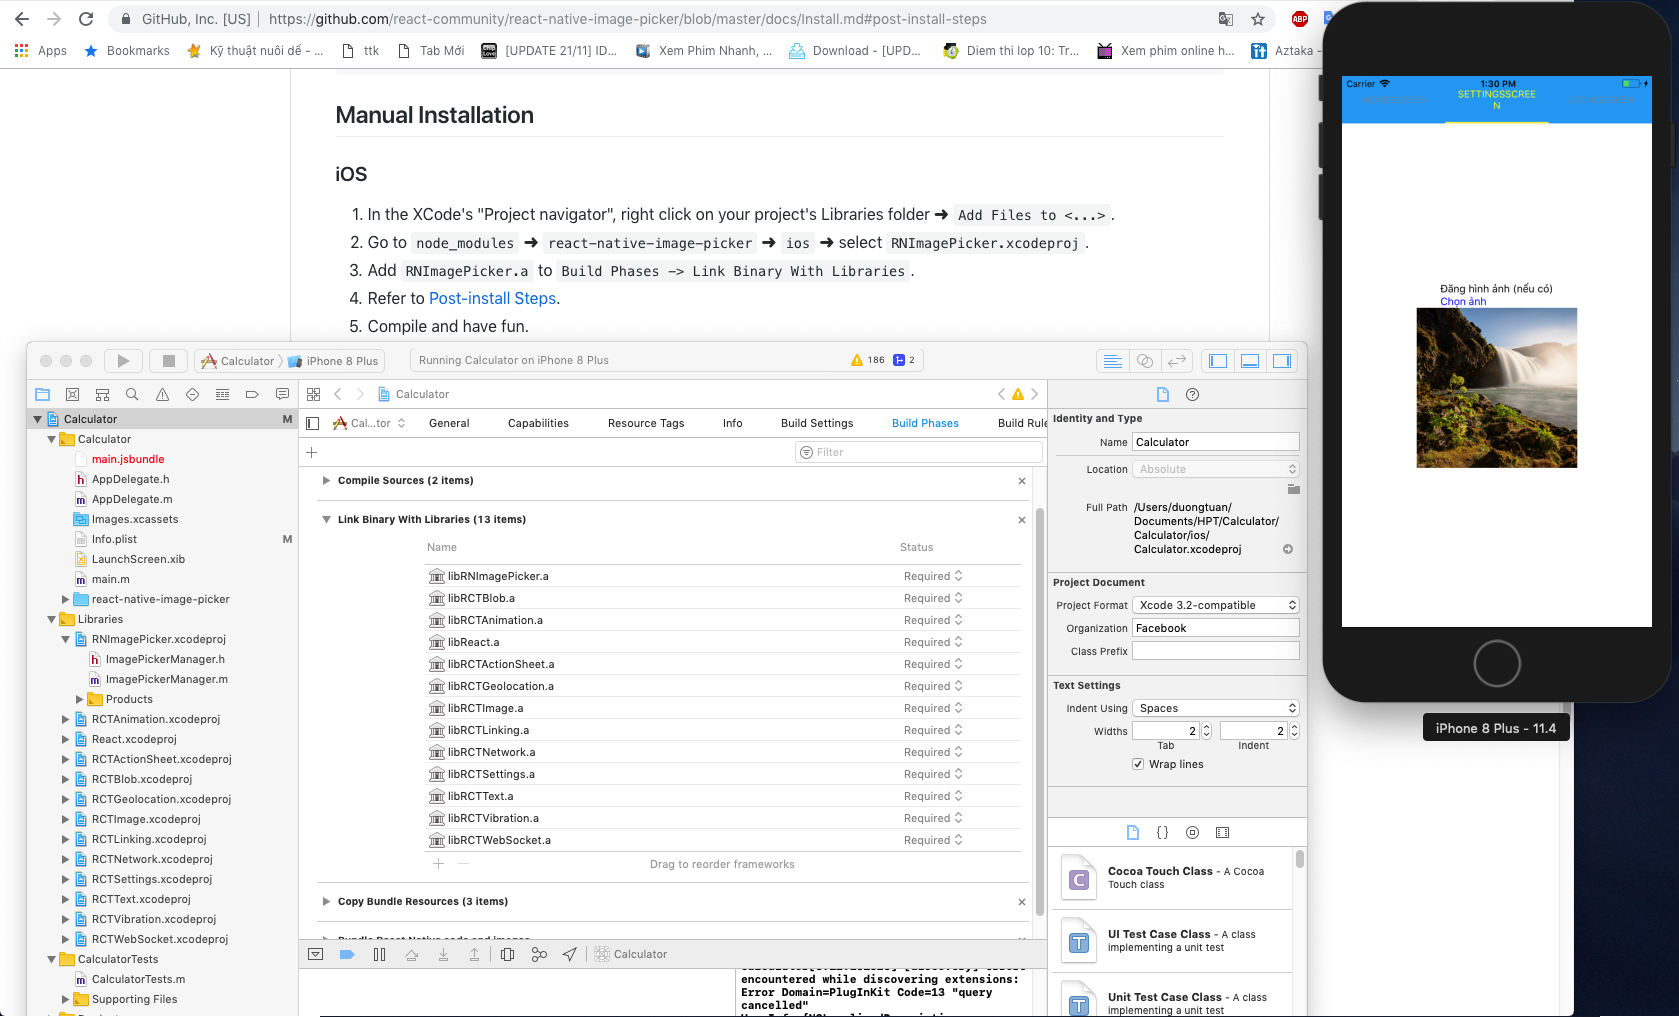 GitHub, Inc. [US] | https://github.com/react-community/react-native-image-picker/blob/master/docs/Install.md#post-install-steps
Apps Bookmarks Kỹ thuật nuôi dế - ... ttk Tab Mới [UPDATE 21/11] ID... Xem Phim Nhanh, ... Download - [UPD... Diem thi lop 10: Tr... Xem phim online h... Aztaka -
ABP
Manual Installation
iOS
1. In the XCode's "Project navigator", right click on your project's Libraries folder ➜ Add Files to <...>.
2. Go to node_modules ➜ react-native-image-picker ➜ ios ➜ select RNImagePicker.xcodeproj.
3. Add RNImagePicker.a to Build Phases -> Link Binary With Libraries.
4. Refer to Post-install Steps.
5. Compile and have fun.
Calculator iPhone 8 Plus
Running Calculator on iPhone 8 Plus
186 2
Calculator M
Calculator
main.jsbundle
AppDelegate.h
AppDelegate.m
Images.xcassets
Info.plist M
LaunchScreen.xib
main.m
react-native-image-picker
Libraries
RNImagePicker.xcodeproj
ImagePickerManager.h
ImagePickerManager.m
Products
RCTAnimation.xcodeproj
React.xcodeproj
RCTActionSheet.xcodeproj
RCTBlob.xcodeproj
RCTGeolocation.xcodeproj
RCTImage.xcodeproj
RCTLinking.xcodeproj
RCTNetwork.xcodeproj
RCTSettings.xcodeproj
RCTText.xcodeproj
RCTVibration.xcodeproj
RCTWebSocket.xcodeproj
CalculatorTests
CalculatorTests.m
Supporting Files
Calculator
Cal...tor General Capabilities Resource Tags Info Build Settings Build Phases Build Rule
Filter
Compile Sources (2 items)
Link Binary With Libraries (13 items)
Name Status
libRNImagePicker.a Required
libRCTBlob.a Required
libRCTAnimation.a Required
libReact.a Required
libRCTActionSheet.a Required
libRCTGeolocation.a Required
libRCTImage.a Required
libRCTLinking.a Required
libRCTNetwork.a Required
libRCTSettings.a Required
libRCTText.a Required
libRCTVibration.a Required
libRCTWebSocket.a Required
Drag to reorder frameworks
Copy Bundle Resources (3 items)
Bundle React Native code and images
Calculator
encountered while discovering extensions:
Error Domain=PlugInKit Code=13 "query
cancelled"
Identity and Type
Name Calculator
Location Absolute
Full Path /Users/duongtuan/
Documents/HPT/Calculator/
Calculator/ios/
Calculator.xcodeproj
Project Document
Project Format Xcode 3.2-compatible
Organization Facebook
Class Prefix
Text Settings
Indent Using Spaces
Widths 2 2
Tab Indent
Wrap lines
Cocoa Touch Class - A Cocoa
Touch class
UI Test Case Class - A class
implementing a unit test
Unit Test Case Class - A class
implementing a unit test
Carrier 1:30 PM
SETTINGSSCREE
N
Đăng hình ảnh (nếu có)
Chọn ảnh
iPhone 8 Plus - 11.4